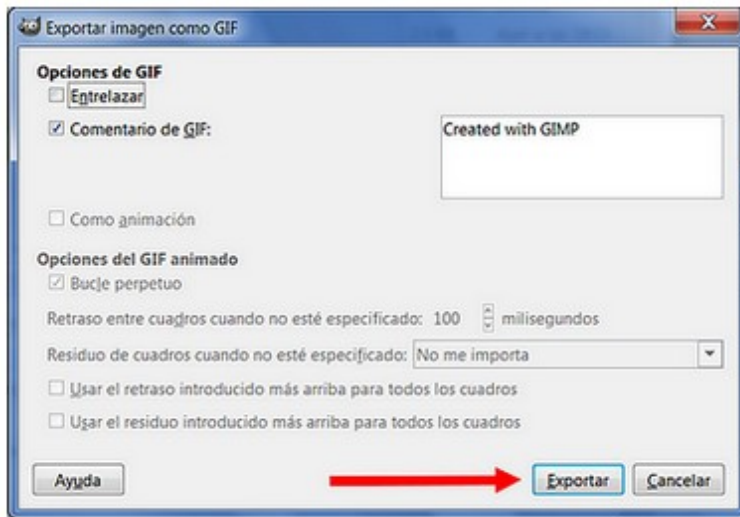 Exportar imagen como GIF
Opciones de GIF
Entrelazar
Comentario de GIF: Created with GIMP
Como animación
Opciones del GIF animado
Bucle perpetuo
Retraso entre cuadros cuando no esté especificado: 100 milisegundos
Residuo de cuadros cuando no esté especificado: No me importa
Usar el retraso introducido más arriba para todos los cuadros
Usar el residuo introducido más arriba para todos los cuadros
Ayuda Exportar Cancelar